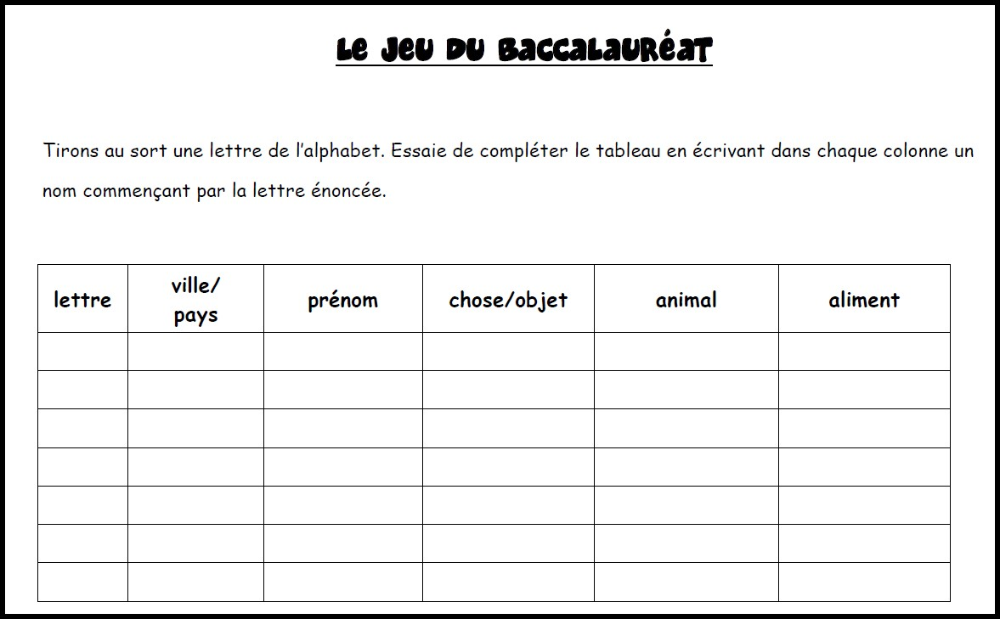 Le jeu du baccalauréat
Tirons au sort une lettre de l'alphabet. Essaie de compléter le tableau en écrivant dans chaque colonne un
nom commençant par la lettre énoncée.
lettre
ville/
pays
prénom
chose/objet
animal
aliment